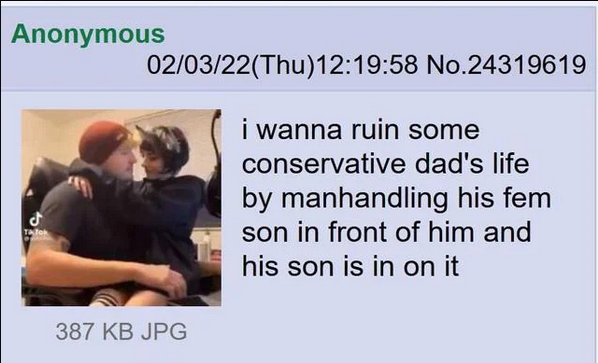 Anonymous
02/03/22(Thu)12:19:58 No.24319619
i wanna ruin some
conservative dad's life
by manhandling his fem
son in front of him and
his son is in on it
TikTok
387 KB JPG